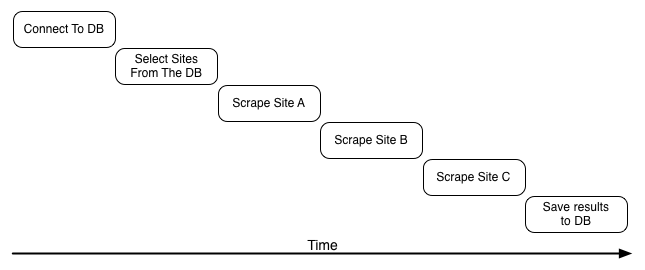 Connect To DB
Select Sites
From The DB
Scrape Site A
Scrape Site B
Scrape Site C
Save results
to DB
Time